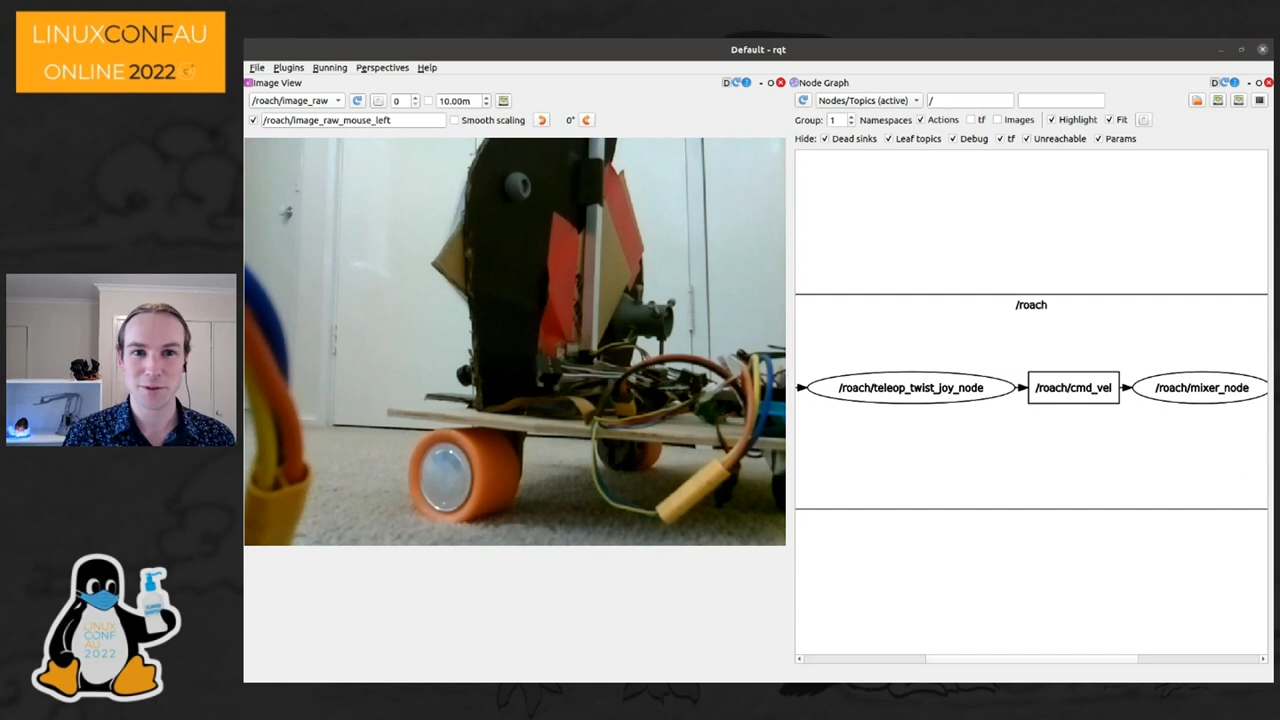 LINUXCONFAU
ONLINE 2022
Default - rqt
File Plugins Running Perspectives Help
Image View
D
- O
/roach/image_raw
0
10.00m
/roach/image_raw_mouse_left
Smooth scaling
0°
Node Graph
D
- O
Nodes/Topics (active)
/
Group: 1 Namespaces Actions tf Images Highlight Fit
Hide: Dead sinks Leaf topics Debug tf Unreachable Params
/roach
/roach/teleop_twist_joy_node
/roach/cmd_vel
/roach/mixer_node
LINUX
CONF
AU
2022